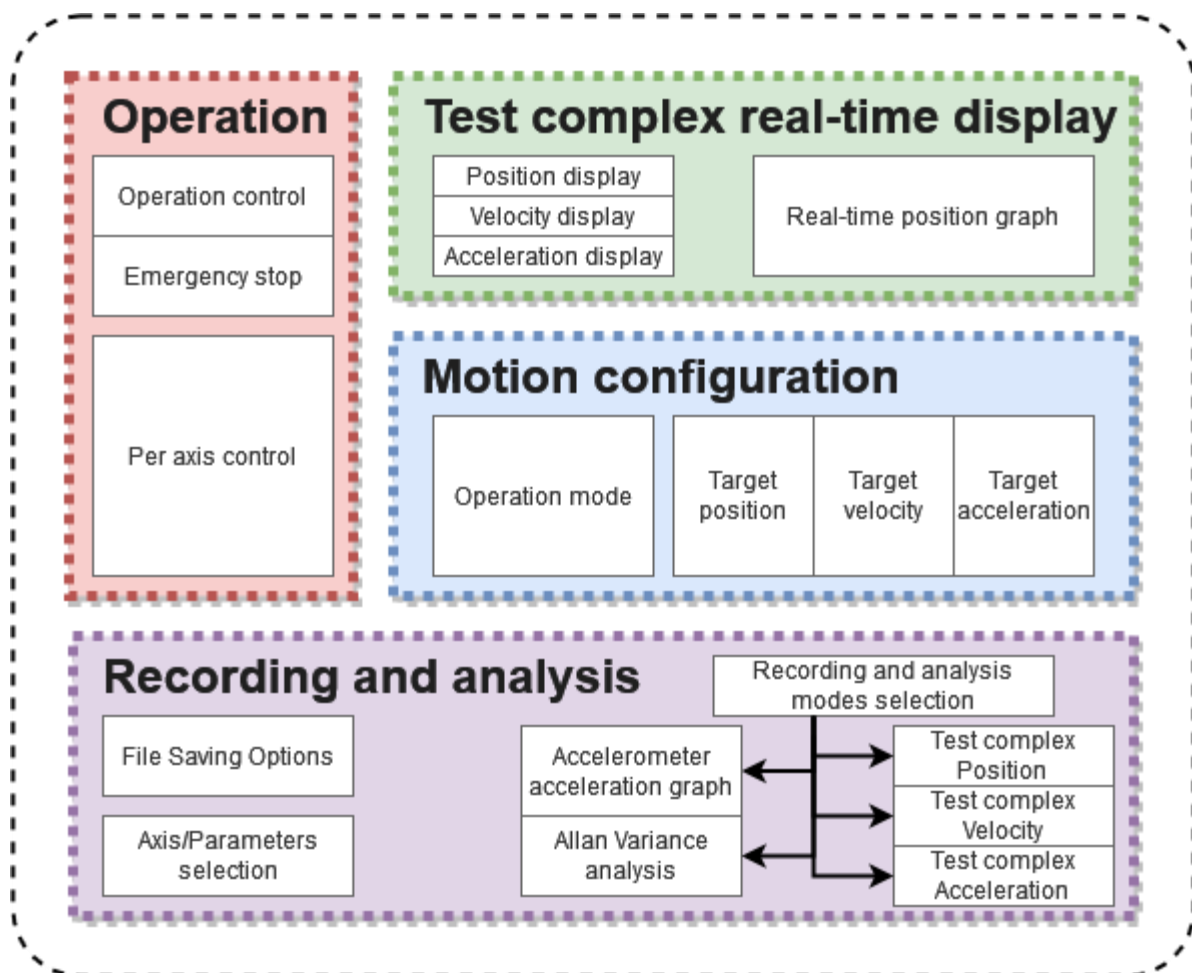 Operation
Operation control
Emergency stop
Per axis control
Test complex real-time display
Position display
Velocity display
Acceleration display
Real-time position graph
Motion configuration
Operation mode
Target
position
Target
velocity
Target
acceleration
Recording and analysis
Recording and analysis
modes selection
File Saving Options
Axis/Parameters
selection
Accelerometer
acceleration graph
Allan Variance
analysis
Test complex
Position
Test complex
Velocity
Test complex
Acceleration